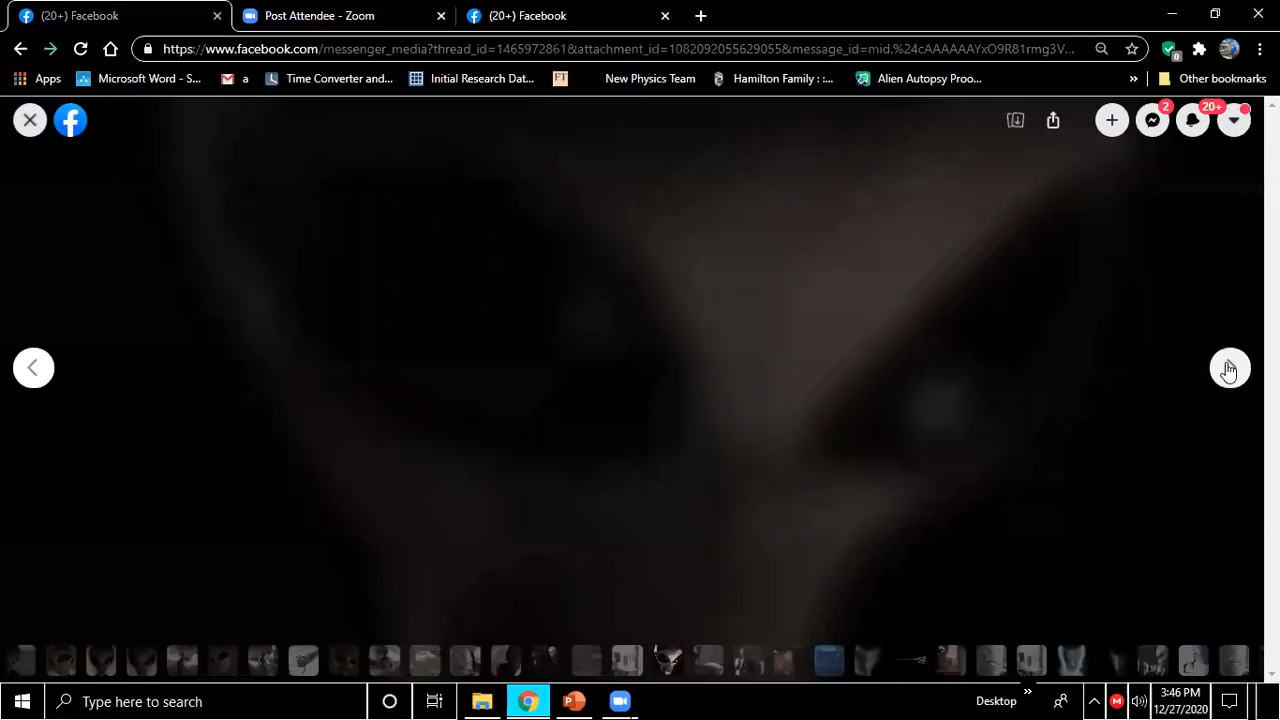 (20+) Facebook
Post Attendee - Zoom
(20+) Facebook
https://www.facebook.com/messenger_media?thread_id=1465972861&attachment_id=1082092055629055&message_id=mid.%24cAAAAAYxO9R81rmg3V...
0
Apps
Microsoft Word - S...
a
Time Converter and...
Initial Research Dat...
FT
New Physics Team
Hamilton Family : :...
Alien Autopsy Proo...
»
Other bookmarks
2
20+
Type here to search
Desktop
»
3:46 PM
12/27/2020